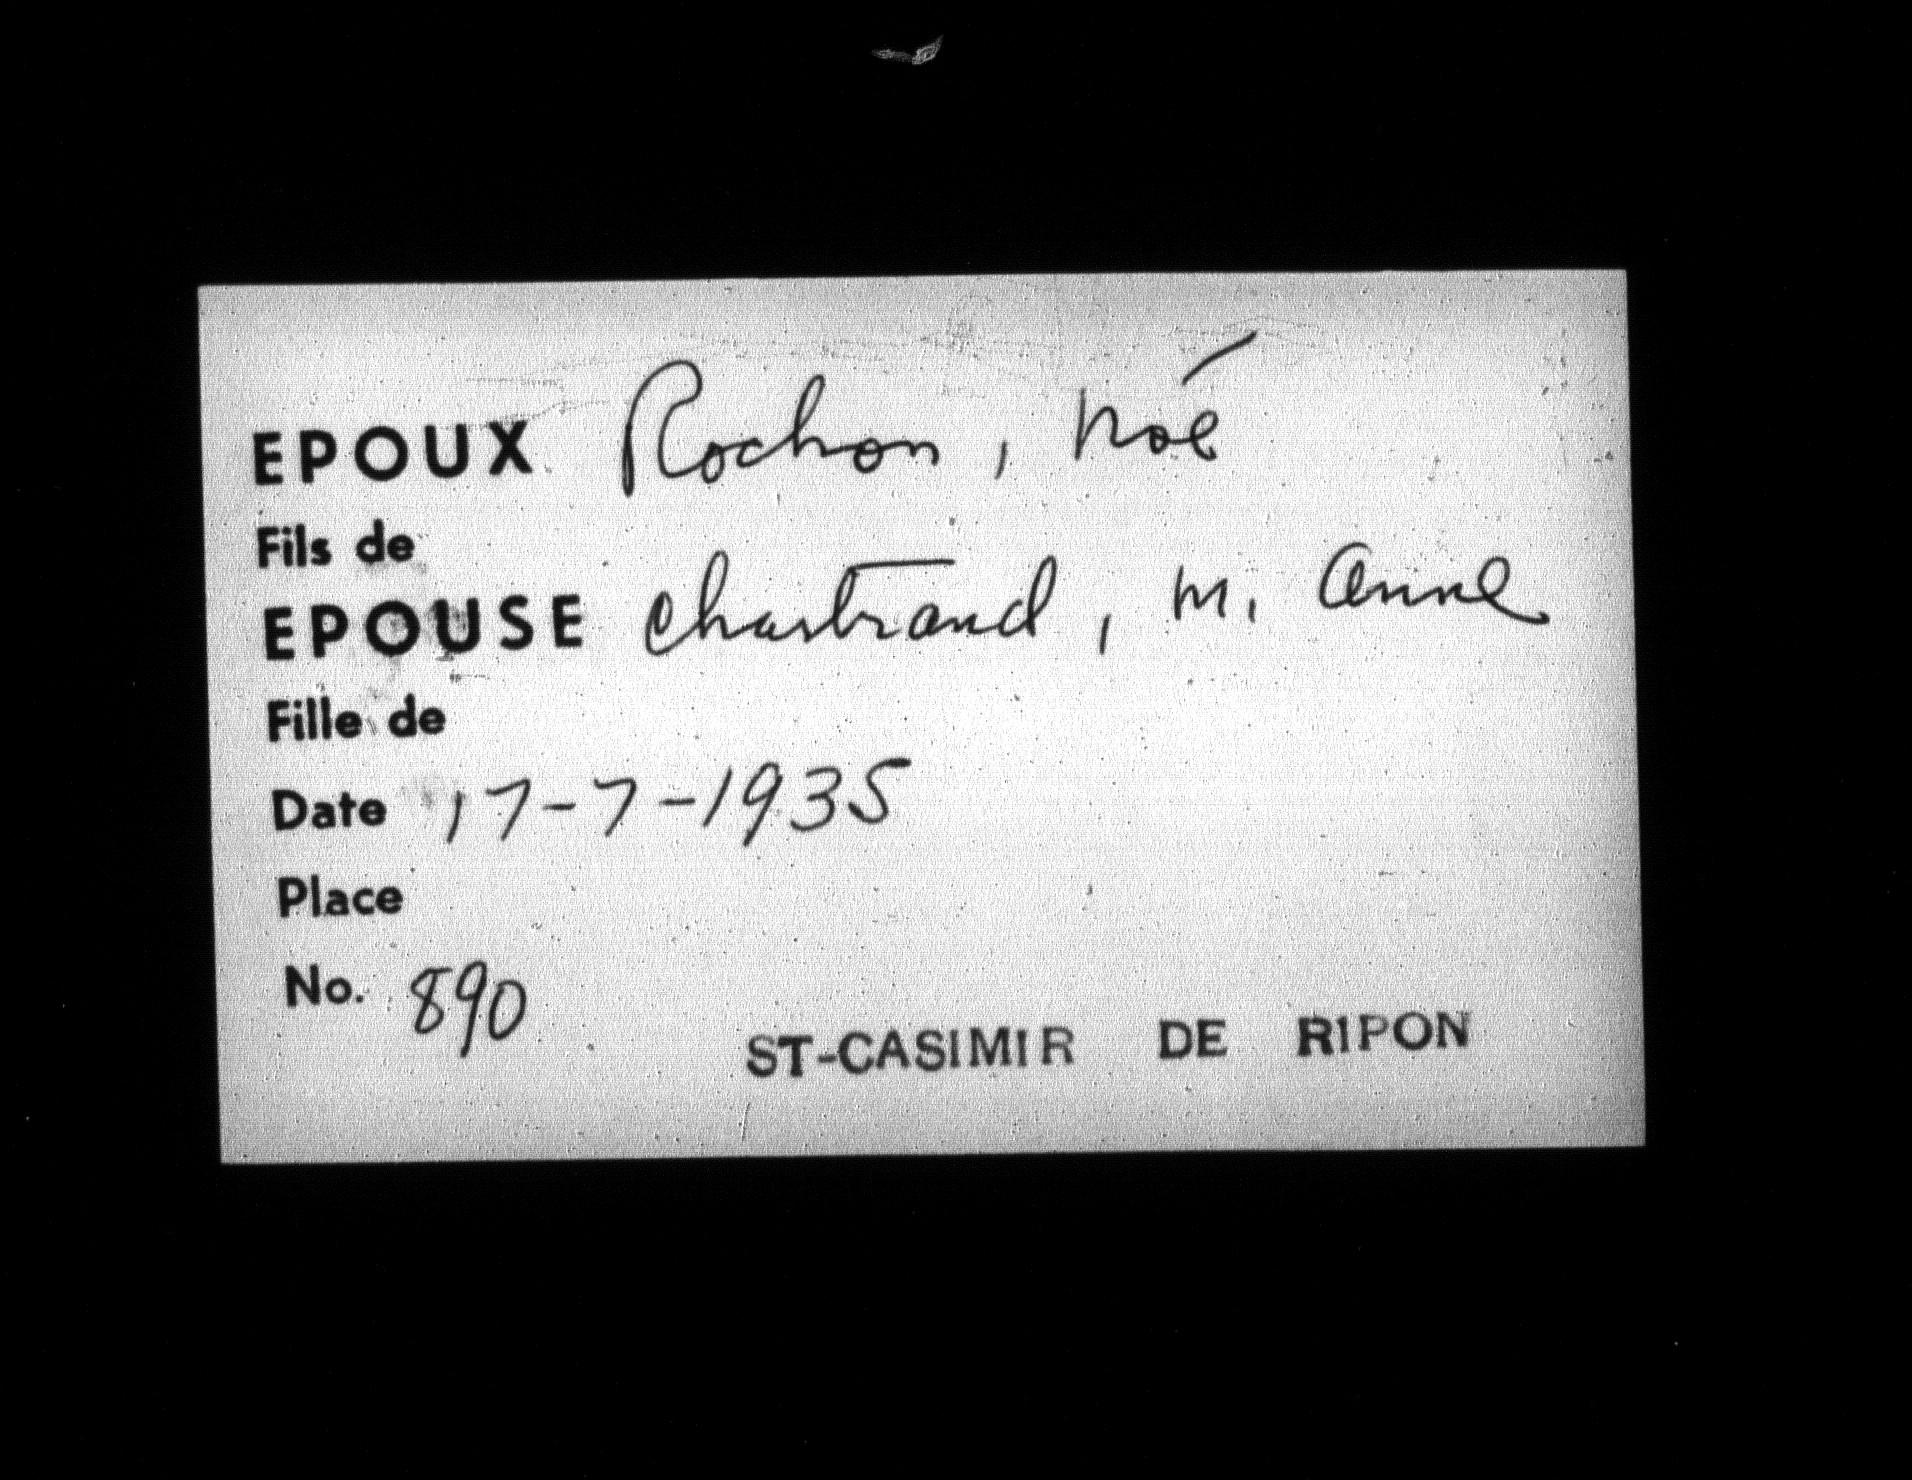 EPOUX Rochon, Noé
Fils de
EPOUSE Chartrand, M. Anne
Fille de
Date 17-7-1935
Place
No. 890
ST-CASIMIR DE RIPON